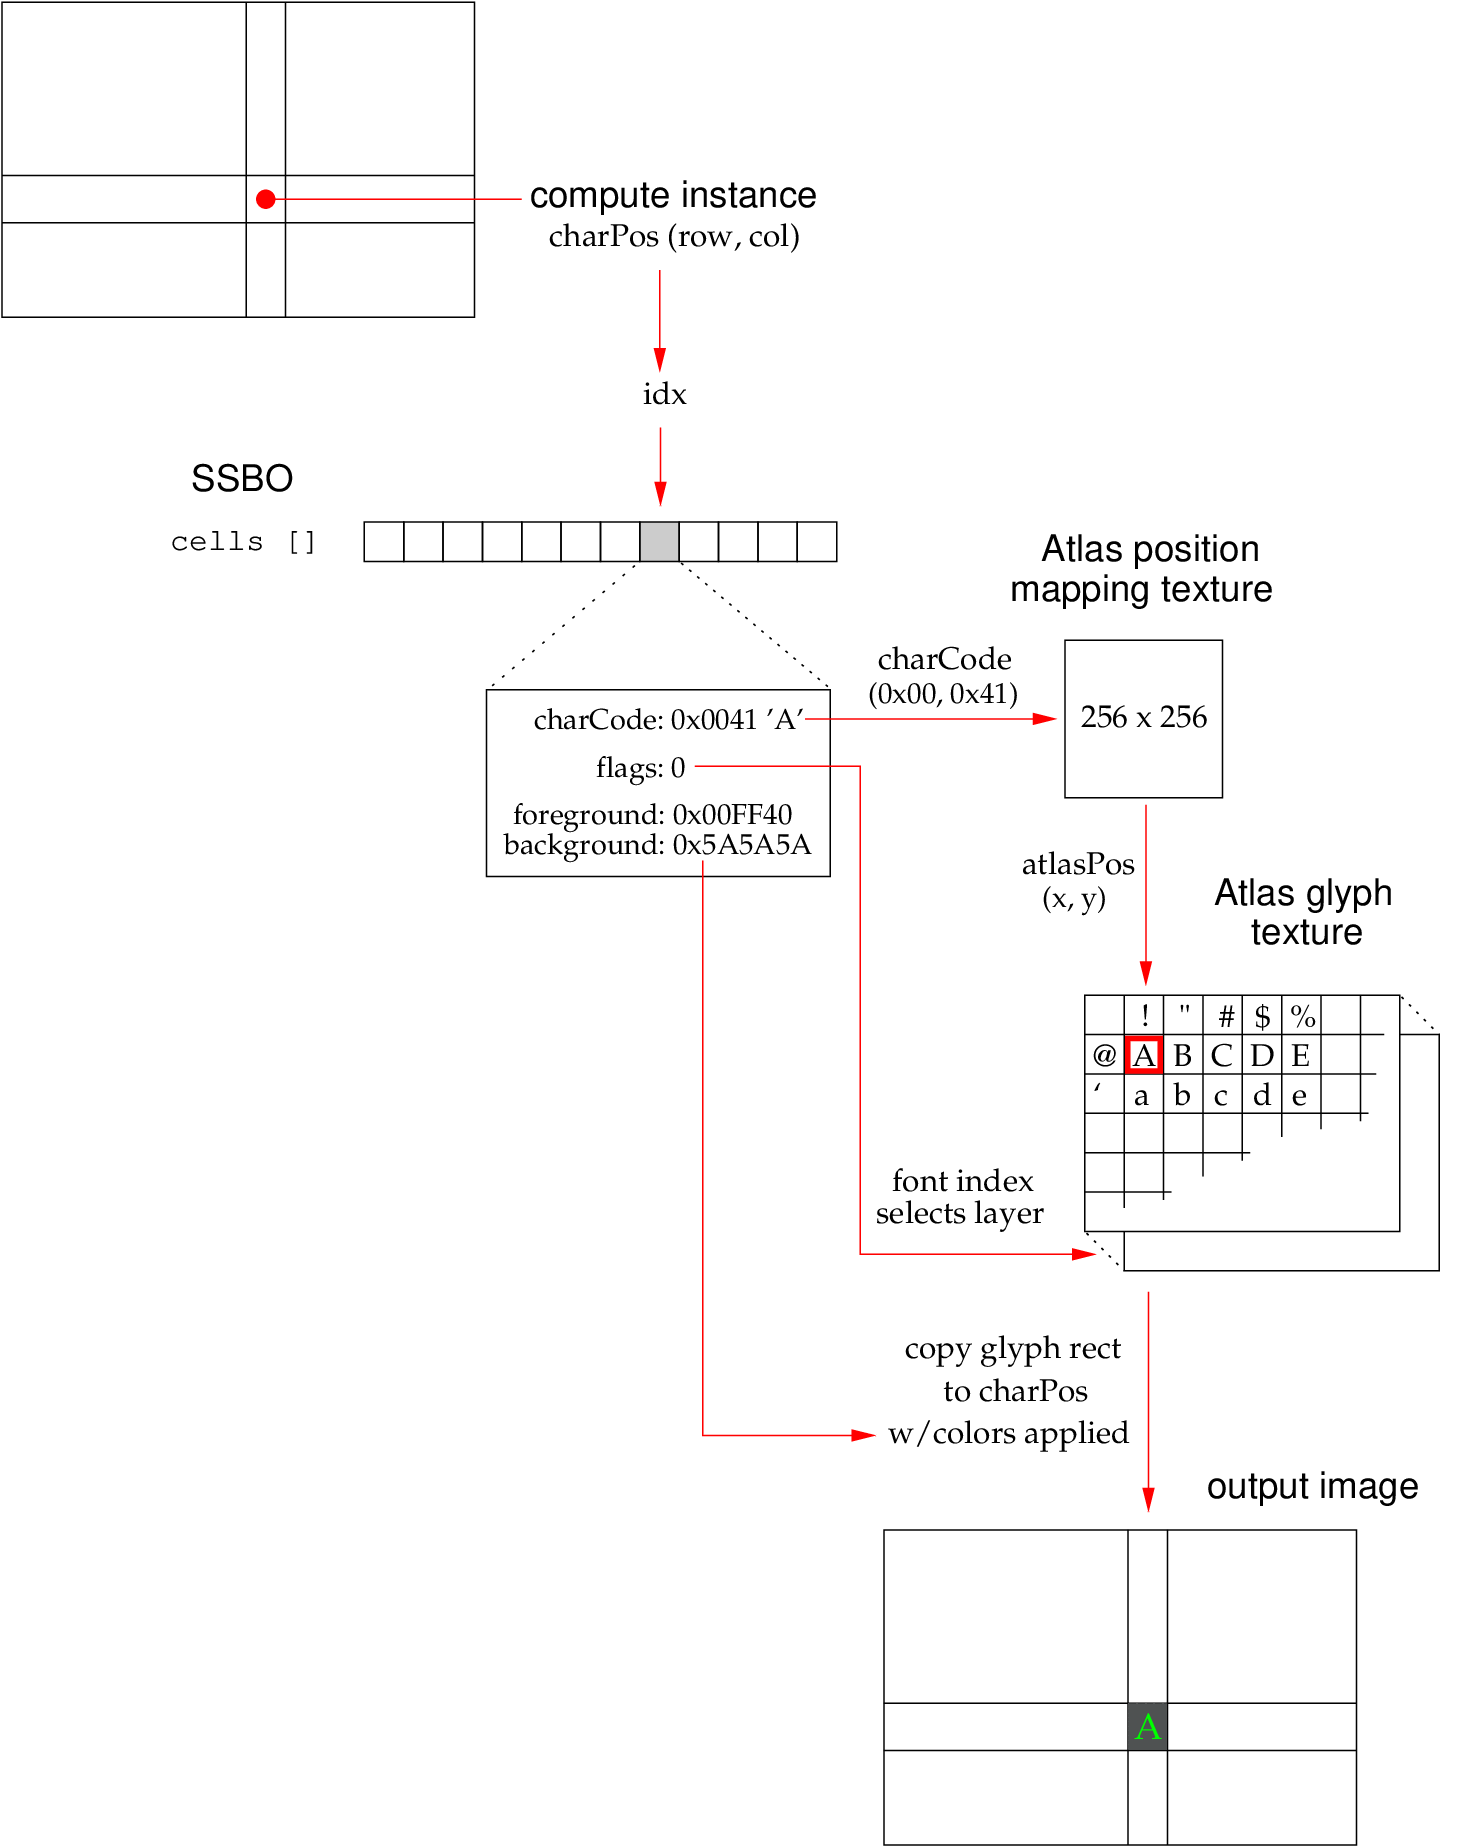 compute instance
charPos (row, col)
idx
SSBO
cells []
Atlas position
mapping texture
charCode
(0x00, 0x41)
256 x 256
charCode: 0x0041 ’A’
flags: 0
foreground: 0x00FF40
background: 0x5A5A5A
atlasPos
(x, y)
Atlas glyph
texture
! " # $ %
@ A B C D E
‘ a b c d e
font index
selects layer
copy glyph rect
to charPos
w/colors applied
output image
A